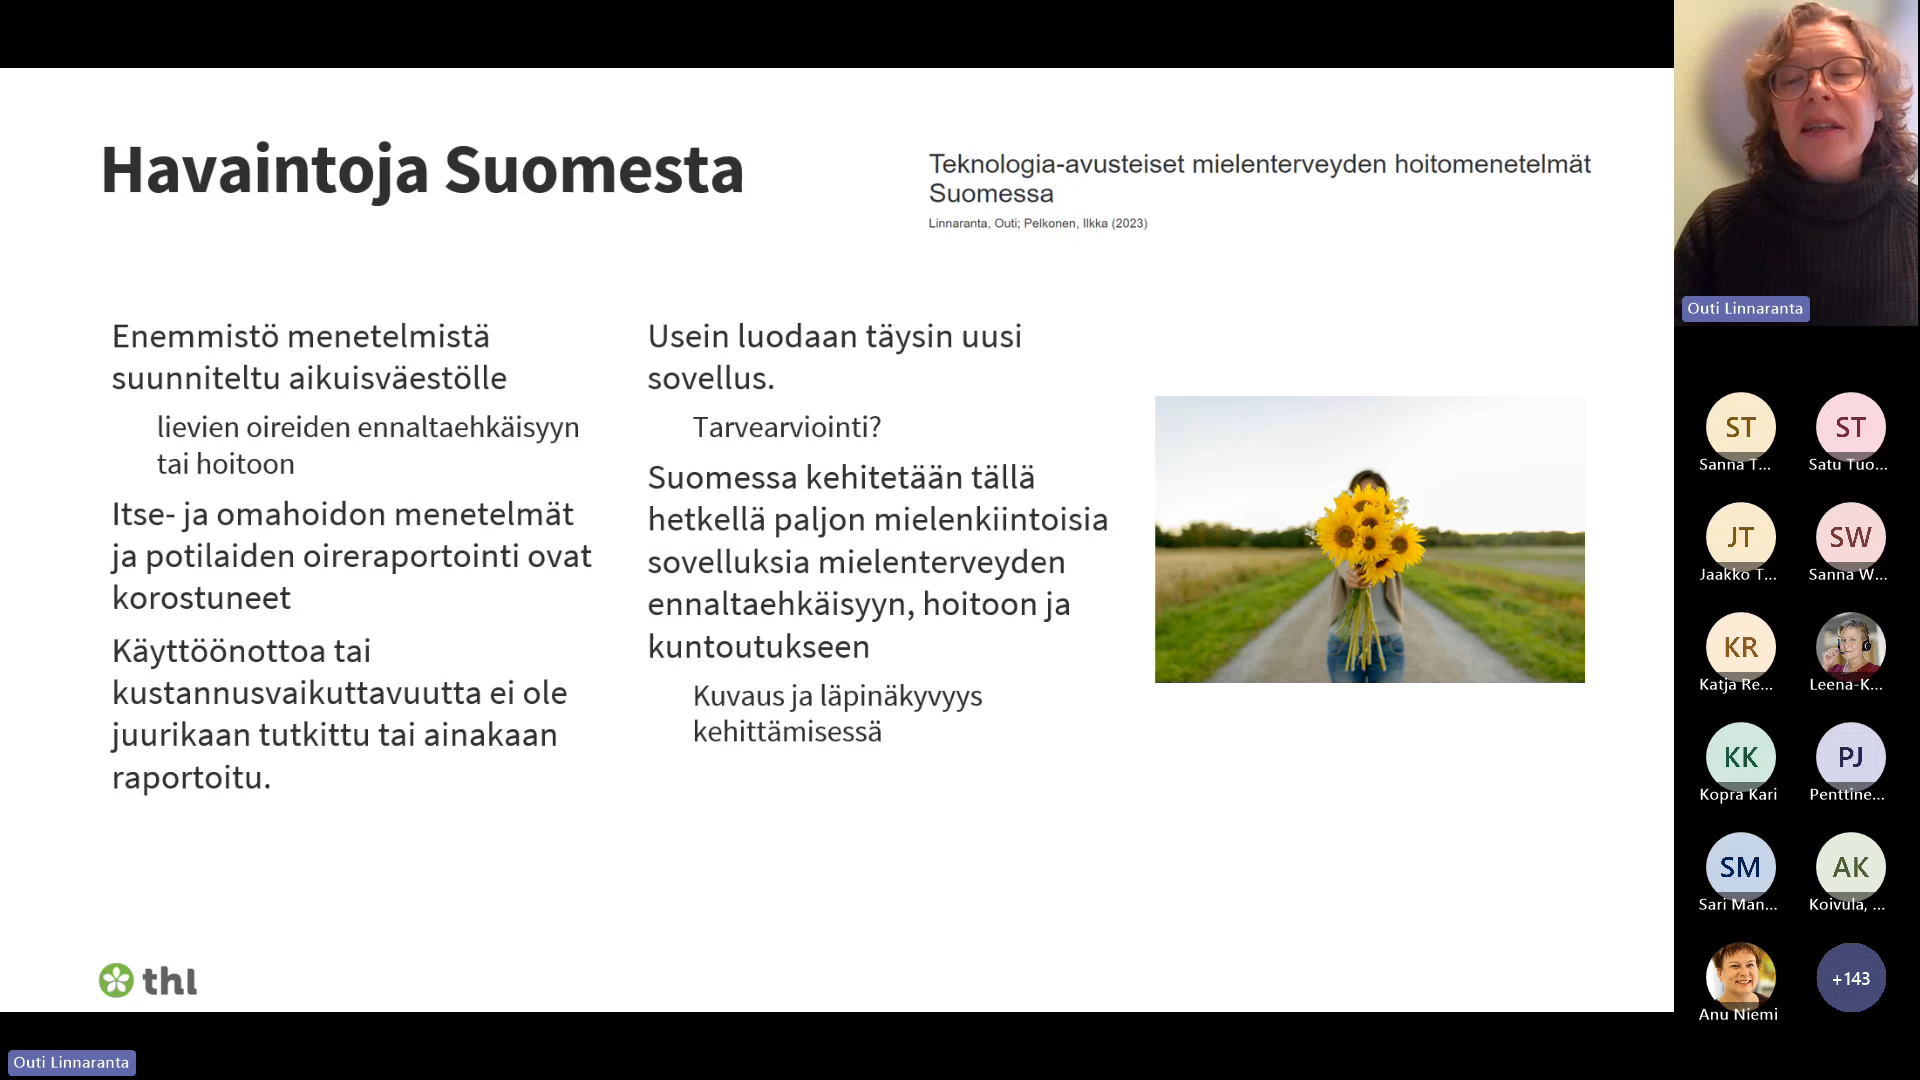 Havaintoja Suomesta
Teknologia-avusteiset mielenterveyden hoitomenetelmät
Suomessa
Linnaranta, Outi; Pelkonen, Ilkka (2023)
Enemmistö menetelmistä
suunniteltu aikuisväestölle
lievien oireiden ennaltaehkäisyyn
tai hoitoon
Itse- ja omahoidon menetelmät
ja potilaiden oireraportointi ovat
korostuneet
Käyttöönottoa tai
kustannusvaikuttavuutta ei ole
juurikaan tutkittu tai ainakaan
raportoitu.
Usein luodaan täysin uusi
sovellus.
Tarvearviointi?
Suomessa kehitetään tällä
hetkellä paljon mielenkiintoisia
sovelluksia mielenterveyden
ennaltaehkäisyyn, hoitoon ja
kuntoutukseen
Kuvaus ja läpinäkyvyys
kehittämisessä
thl
Outi Linnaranta
Outi Linnaranta
ST
Sanna T...
ST
Satu Tuo...
JT
Jaakko T...
SW
Sanna W...
KR
Katja Re...
Leena-K...
KK
Kopra Kari
PJ
Penttine...
SM
Sari Man...
AK
Koivula, ...
Anu Niemi
+143